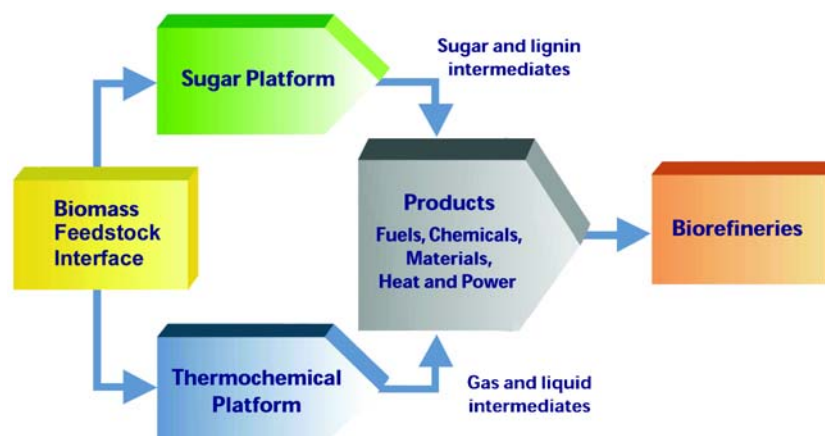 Sugar Platform
Sugar and lignin
intermediates
Biomass
Feedstock
Interface
Products
Fuels, Chemicals,
Materials,
Heat and Power
Biorefineries
Thermochemical
Platform
Gas and liquid
intermediates